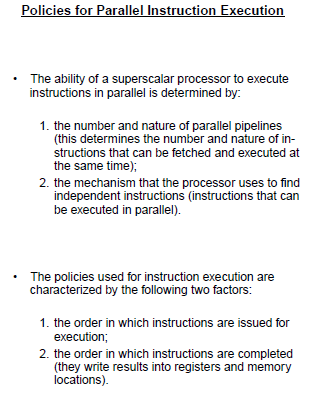 Policies for Parallel Instruction Execution
• The ability of a superscalar processor to execute
instructions in parallel is determined by:
1. the number and nature of parallel pipelines
(this determines the number and nature of in-
structions that can be fetched and executed at
the same time);
2. the mechanism that the processor uses to find
independent instructions (instructions that can
be executed in parallel).
• The policies used for instruction execution are
characterized by the following two factors:
1. the order in which instructions are issued for
execution;
2. the order in which instructions are completed
(they write results into registers and memory
locations).